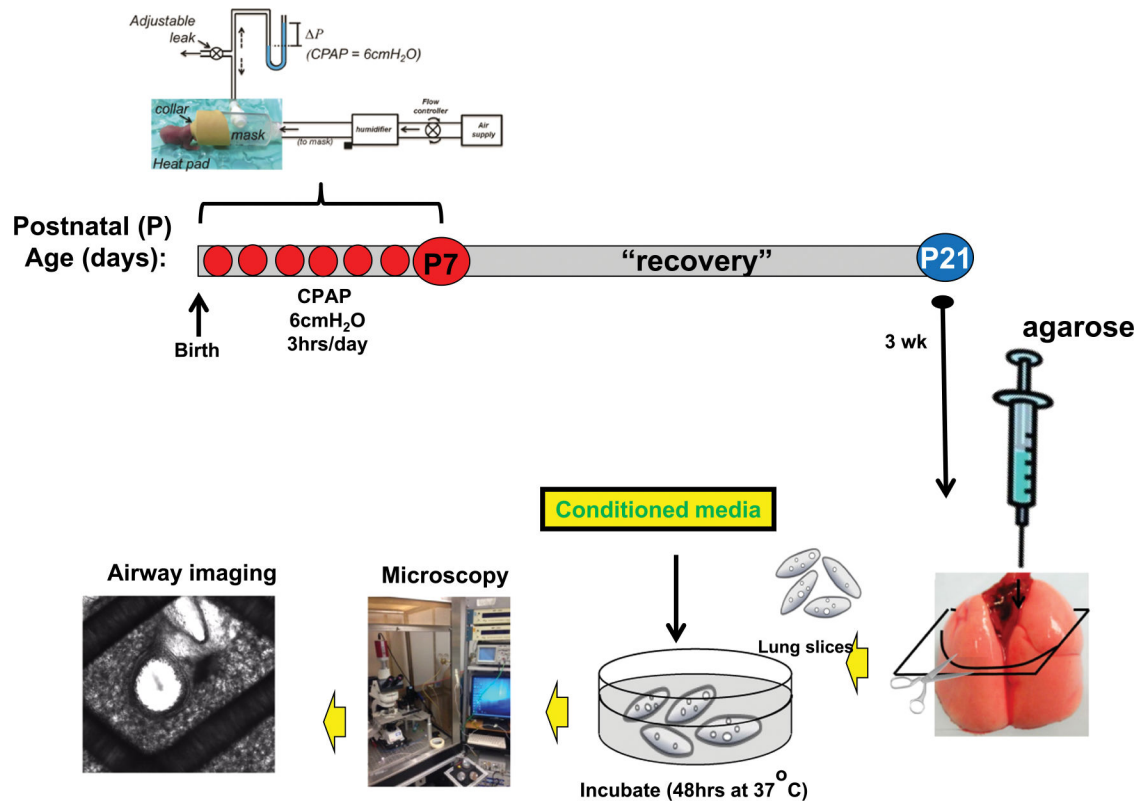 Adjustable
leak
ΔP
(CPAP = 6cmH₂O)
collar
mask
Heat pad
(to mask)
humidifier
Flow
controller
Air
supply
Postnatal (P)
Age (days):
P7
“recovery”
P21
CPAP
6cmH₂O
3hrs/day
Birth
3 wk
agarose
Conditioned media
Airway imaging
Microscopy
Lung slices
Incubate (48hrs at 37°C)